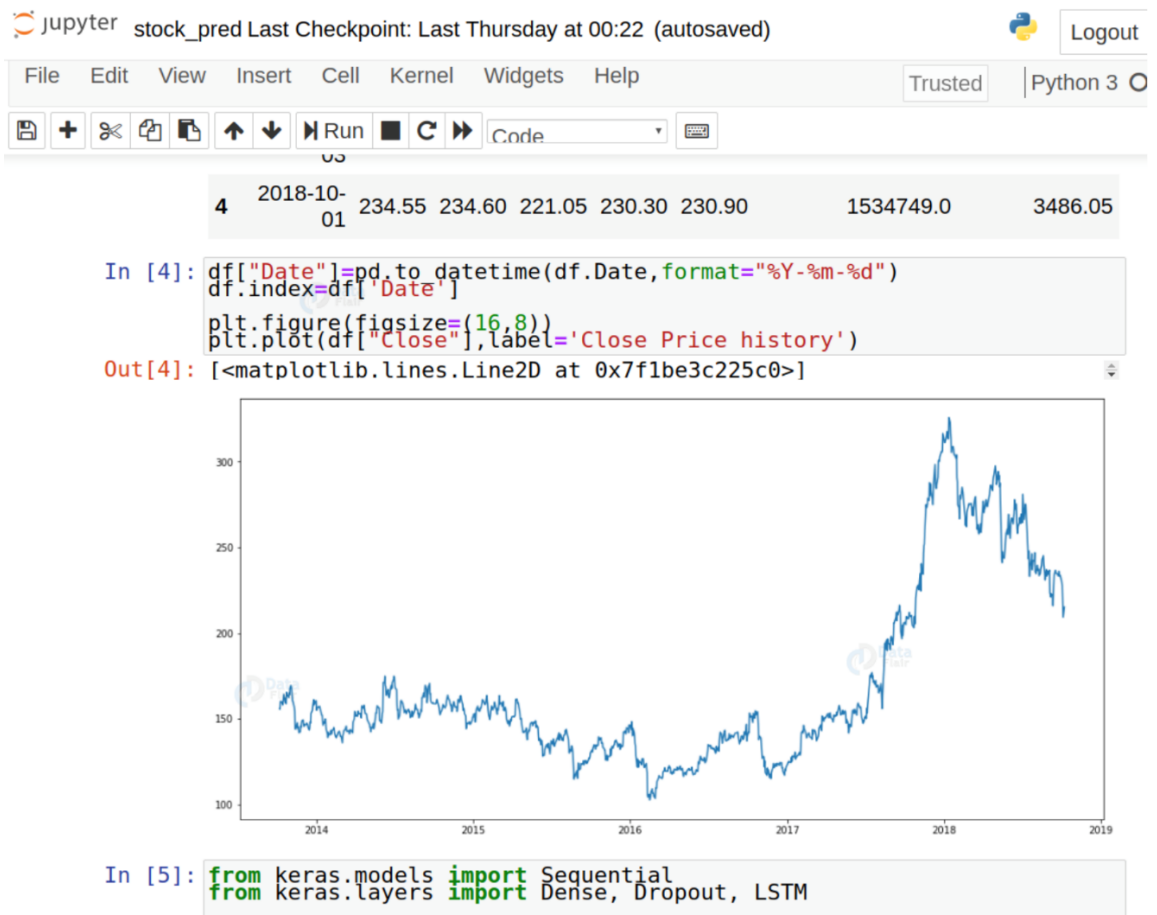 jupyter stock_pred Last Checkpoint: Last Thursday at 00:22 (autosaved) Logout
File Edit View Insert Cell Kernel Widgets Help Trusted Python 3
Run Code
03
4 2018-10-01 234.55 234.60 221.05 230.30 230.90 1534749.0 3486.05
In [4]: df["Date"]=pd.to_datetime(df.Date,format="%Y-%m-%d")
df.index=df['Date']
plt.figure(figsize=(16,8))
plt.plot(df["Close"],label='Close Price history')
Out[4]: [<matplotlib.lines.Line2D at 0x7f1be3c225c0>]
300
250
200
Data
Flair
Data
Flair
150
100
2014 2015 2016 2017 2018 2019
In [5]: from keras.models import Sequential
from keras.layers import Dense, Dropout, LSTM